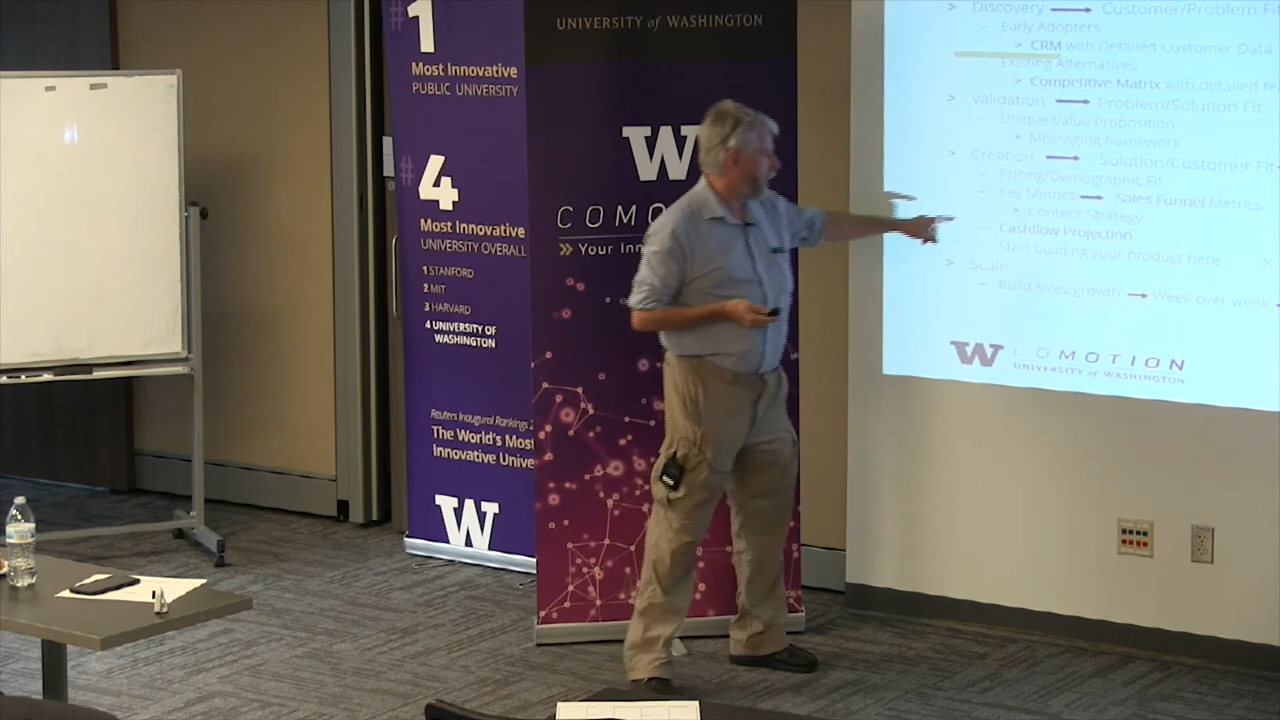 #1
Most Innovative
PUBLIC UNIVERSITY
#4
Most Innovative
UNIVERSITY OVERALL
1 STANFORD
2 MIT
3 HARVARD
4 UNIVERSITY OF
WASHINGTON
Reuters Inaugural Rankings
The World's Most
Innovative
W
UNIVERSITY of WASHINGTON
W
COMO
» Your
> Discovery → Customer/Problem Fit
– Early Adopters
> CRM with Detailed Customer Data
– Existing Alternatives
> Competitive Matrix with detailed
> Validation → Problem/Solution Fit
– Unique Value Proposition
> Messaging framework
> Creation → Solution/Customer Fit
– Pricing/Demographic Fit
– Key Metrics → Sales Funnel Metrics
> Content Strategy
– Cashflow Projection
– Start building your product here
> Scale
– Build sales growth → Week over week
W COMOTION
UNIVERSITY of WASHINGTON